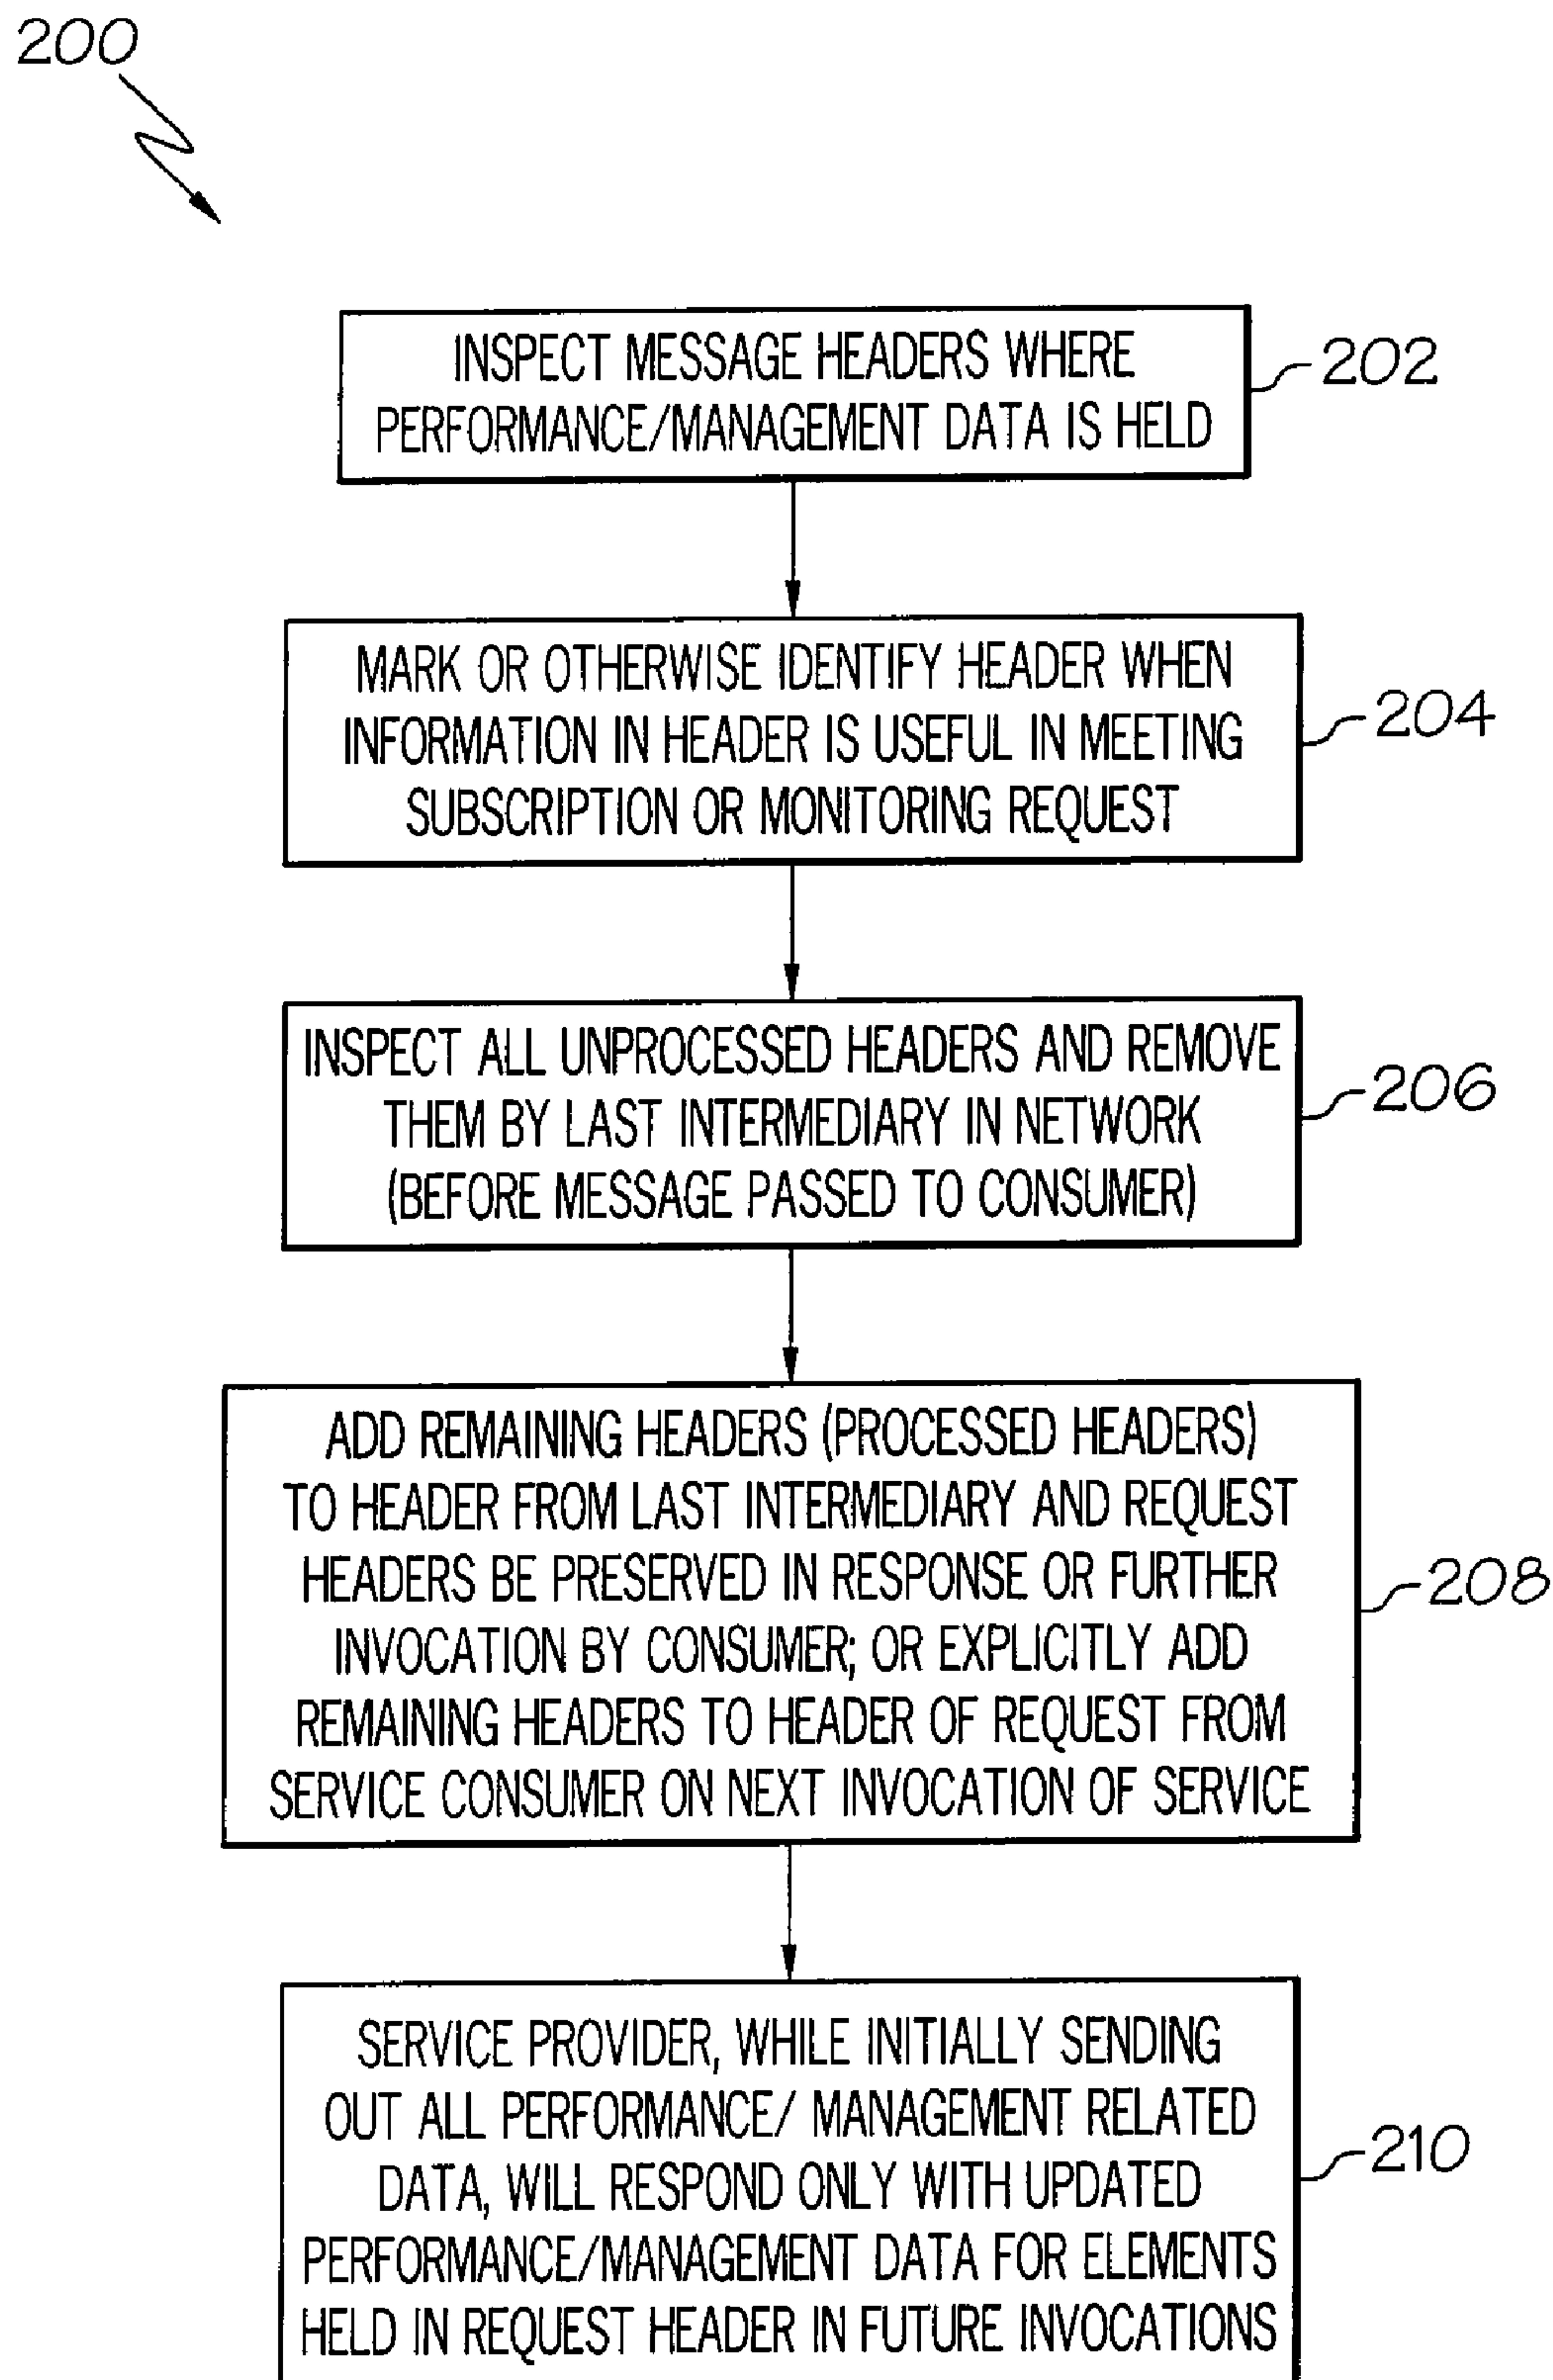 200
INSPECT MESSAGE HEADERS WHERE
PERFORMANCE/MANAGEMENT DATA IS HELD
202
MARK OR OTHERWISE IDENTIFY HEADER WHEN
INFORMATION IN HEADER IS USEFUL IN MEETING
SUBSCRIPTION OR MONITORING REQUEST
204
INSPECT ALL UNPROCESSED HEADERS AND REMOVE
THEM BY LAST INTERMEDIARY IN NETWORK
(BEFORE MESSAGE PASSED TO CONSUMER)
206
ADD REMAINING HEADERS (PROCESSED HEADERS)
TO HEADER FROM LAST INTERMEDIARY AND REQUEST
HEADERS BE PRESERVED IN RESPONSE OR FURTHER
INVOCATION BY CONSUMER; OR EXPLICITLY ADD
REMAINING HEADERS TO HEADER OF REQUEST FROM
SERVICE CONSUMER ON NEXT INVOCATION OF SERVICE
208
SERVICE PROVIDER, WHILE INITIALLY SENDING
OUT ALL PERFORMANCE/ MANAGEMENT RELATED
DATA, WILL RESPOND ONLY WITH UPDATED
PERFORMANCE/MANAGEMENT DATA FOR ELEMENTS
HELD IN REQUEST HEADER IN FUTURE INVOCATIONS
210